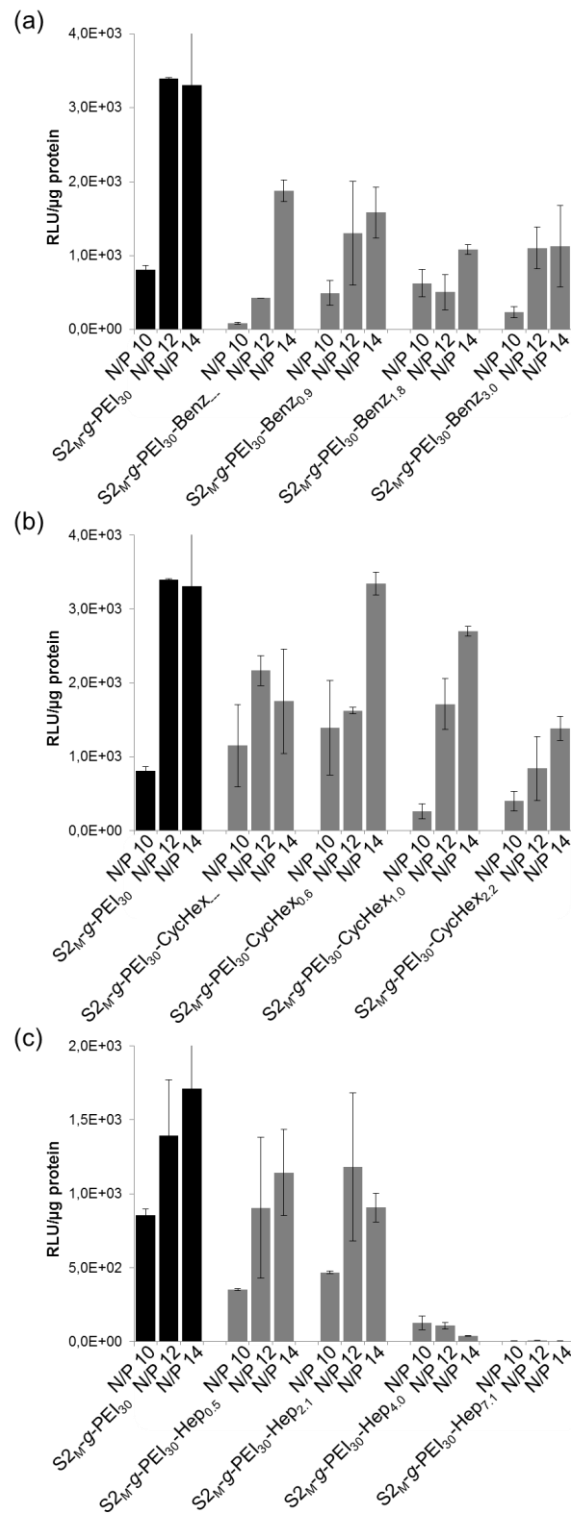 (a)
RLU/µg protein
4,0E+03
3,0E+03
2,0E+03
1,0E+03
0,0E+00
N/P 10 N/P 12 N/P 14 N/P 10 N/P 12 N/P 14 N/P 10 N/P 12 N/P 14 N/P 10 N/P 12 N/P 14 N/P 10 N/P 12 N/P 14
S2M-g-PEI30
S2M-g-PEI30-Benz---
S2M-g-PEI30-Benz0.9
S2M-g-PEI30-Benz1.8
S2M-g-PEI30-Benz3.0
(b)
RLU/µg protein
4,0E+03
3,0E+03
2,0E+03
1,0E+03
0,0E+00
N/P 10 N/P 12 N/P 14 N/P 10 N/P 12 N/P 14 N/P 10 N/P 12 N/P 14 N/P 10 N/P 12 N/P 14 N/P 10 N/P 12 N/P 14
S2M-g-PEI30
S2M-g-PEI30-CycHex---
S2M-g-PEI30-CycHex0.6
S2M-g-PEI30-CycHex1.0
S2M-g-PEI30-CycHex2.2
(c)
RLU/µg protein
2,0E+03
1,5E+03
1,0E+03
5,0E+02
0,0E+00
N/P 10 N/P 12 N/P 14 N/P 10 N/P 12 N/P 14 N/P 10 N/P 12 N/P 14 N/P 10 N/P 12 N/P 14 N/P 10 N/P 12 N/P 14
S2M-g-PEI30
S2M-g-PEI30-Hep0.5
S2M-g-PEI30-Hep2.1
S2M-g-PEI30-Hep4.0
S2M-g-PEI30-Hep7.1